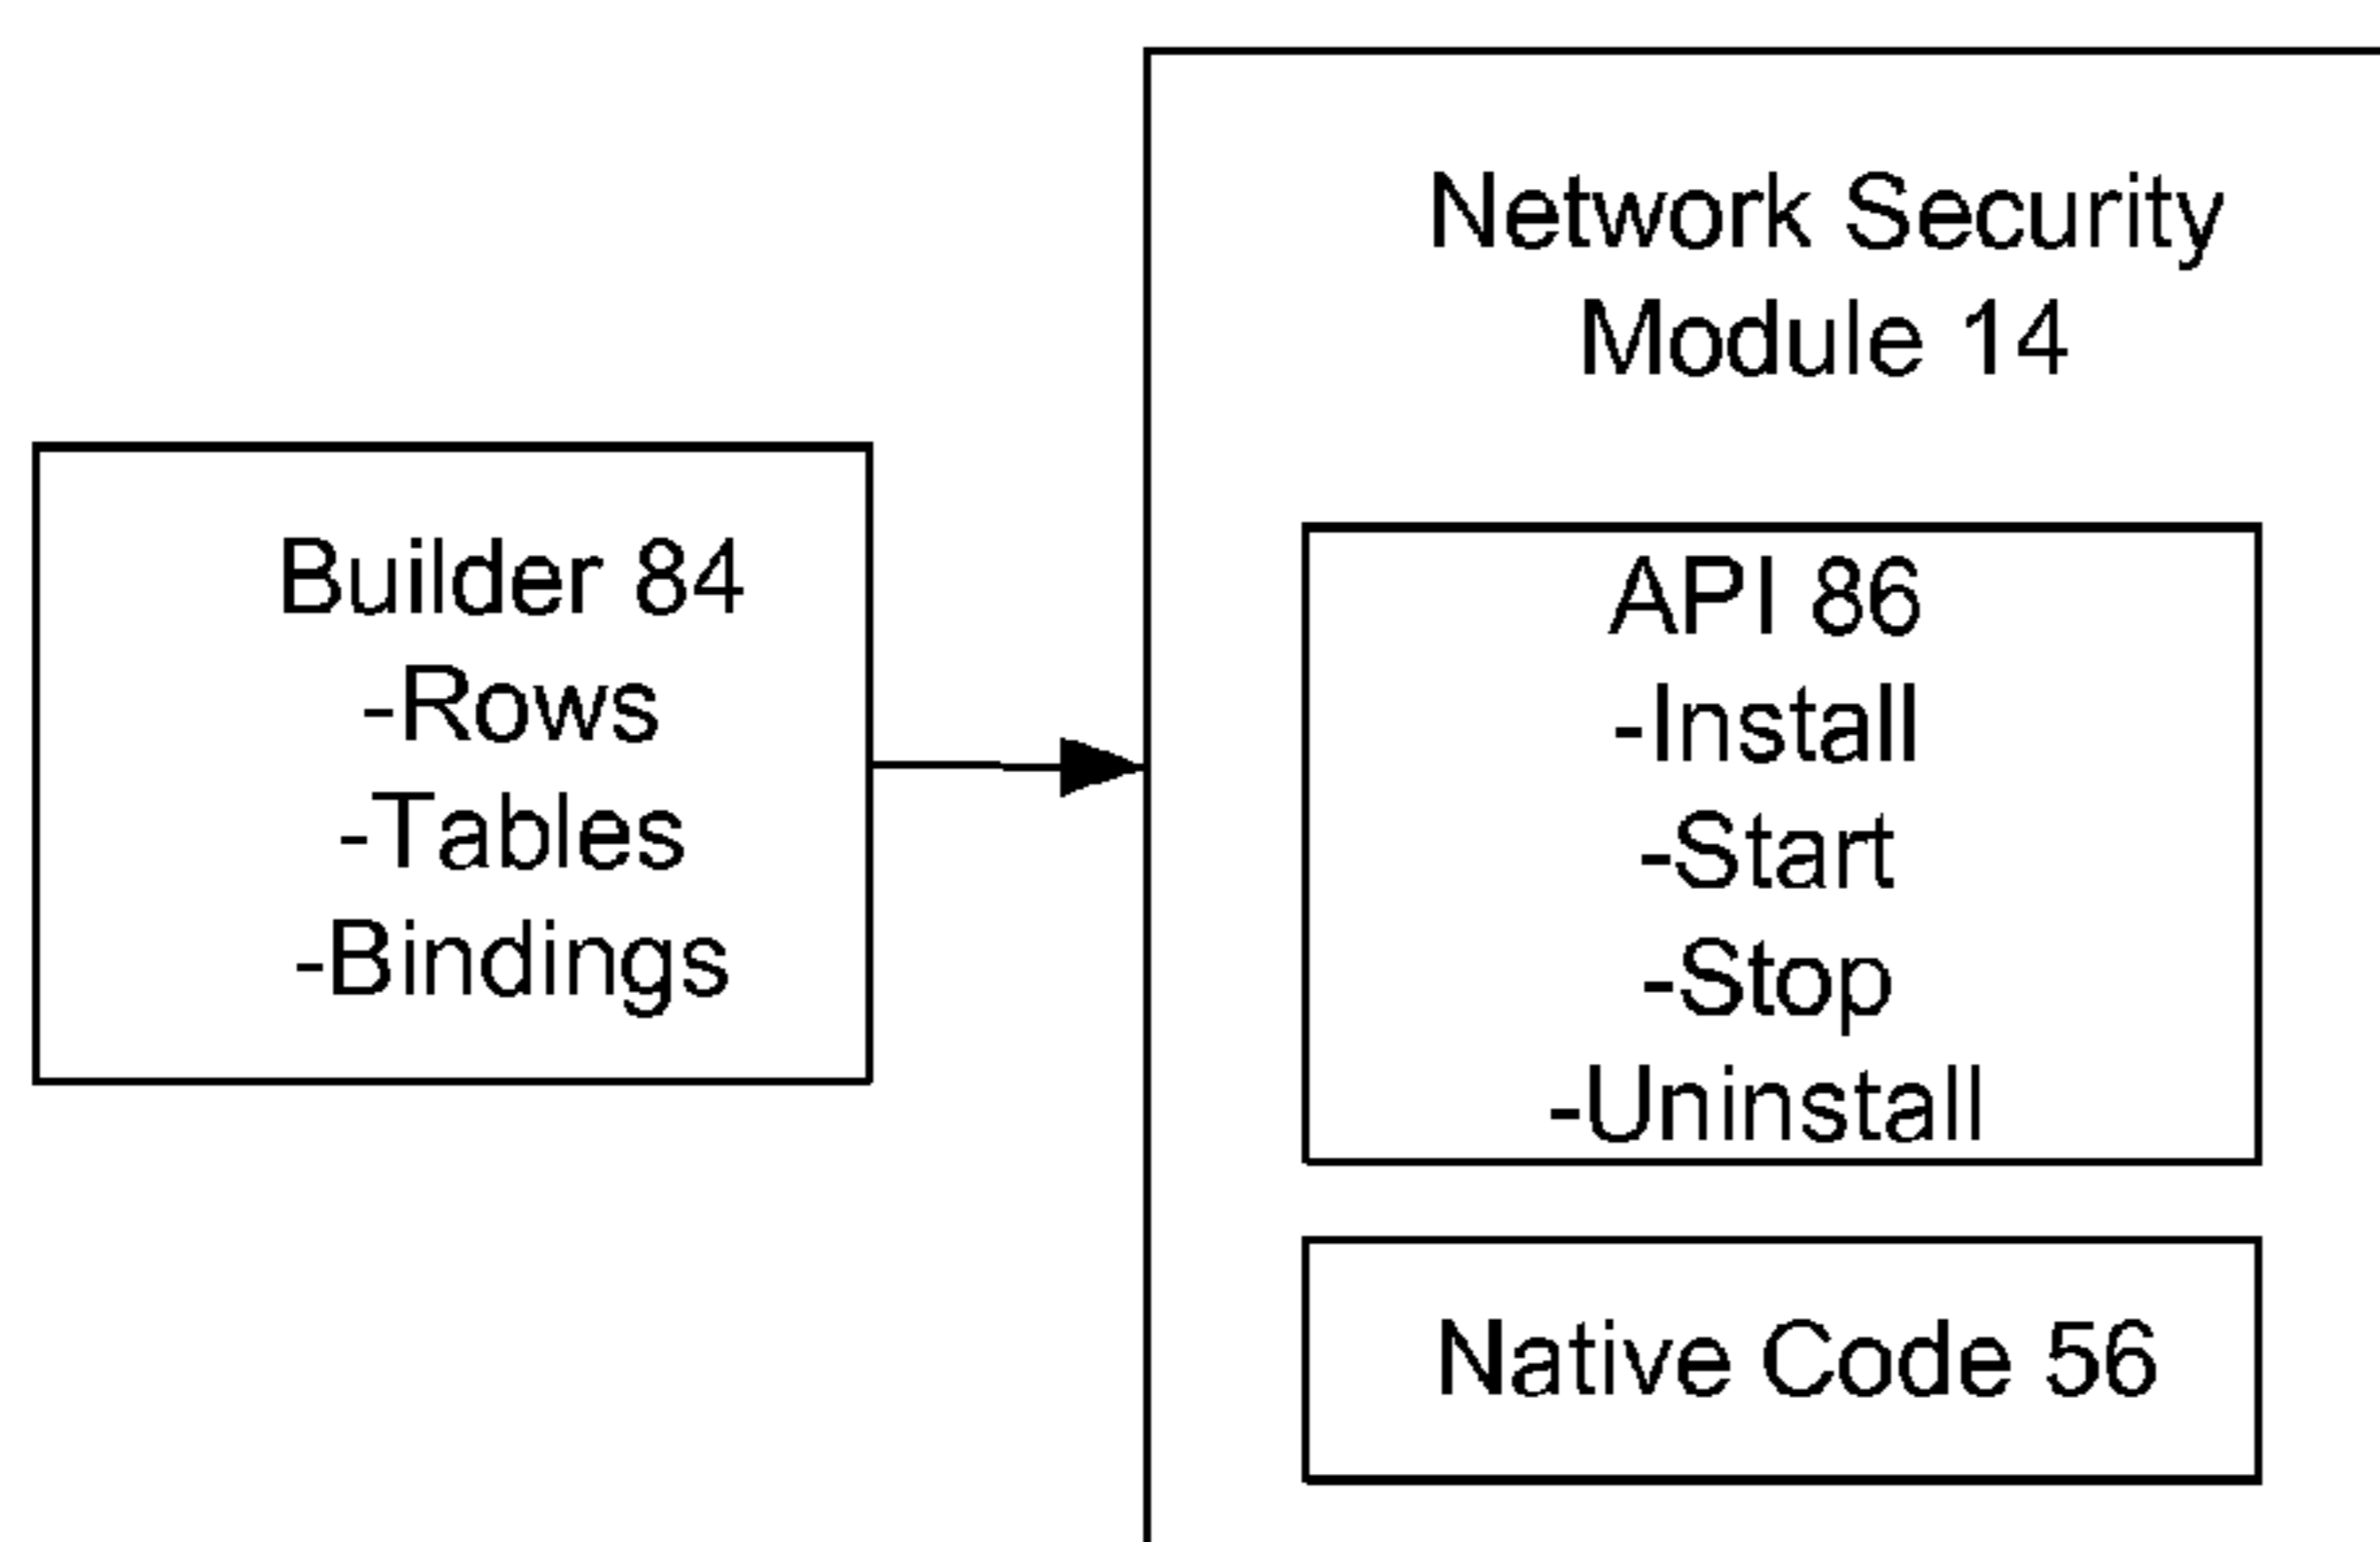 Network Security
Module 14
Builder 84
-Rows
-Tables
-Bindings
API 86
-Install
-Start
-Stop
-Uninstall
Native Code 56